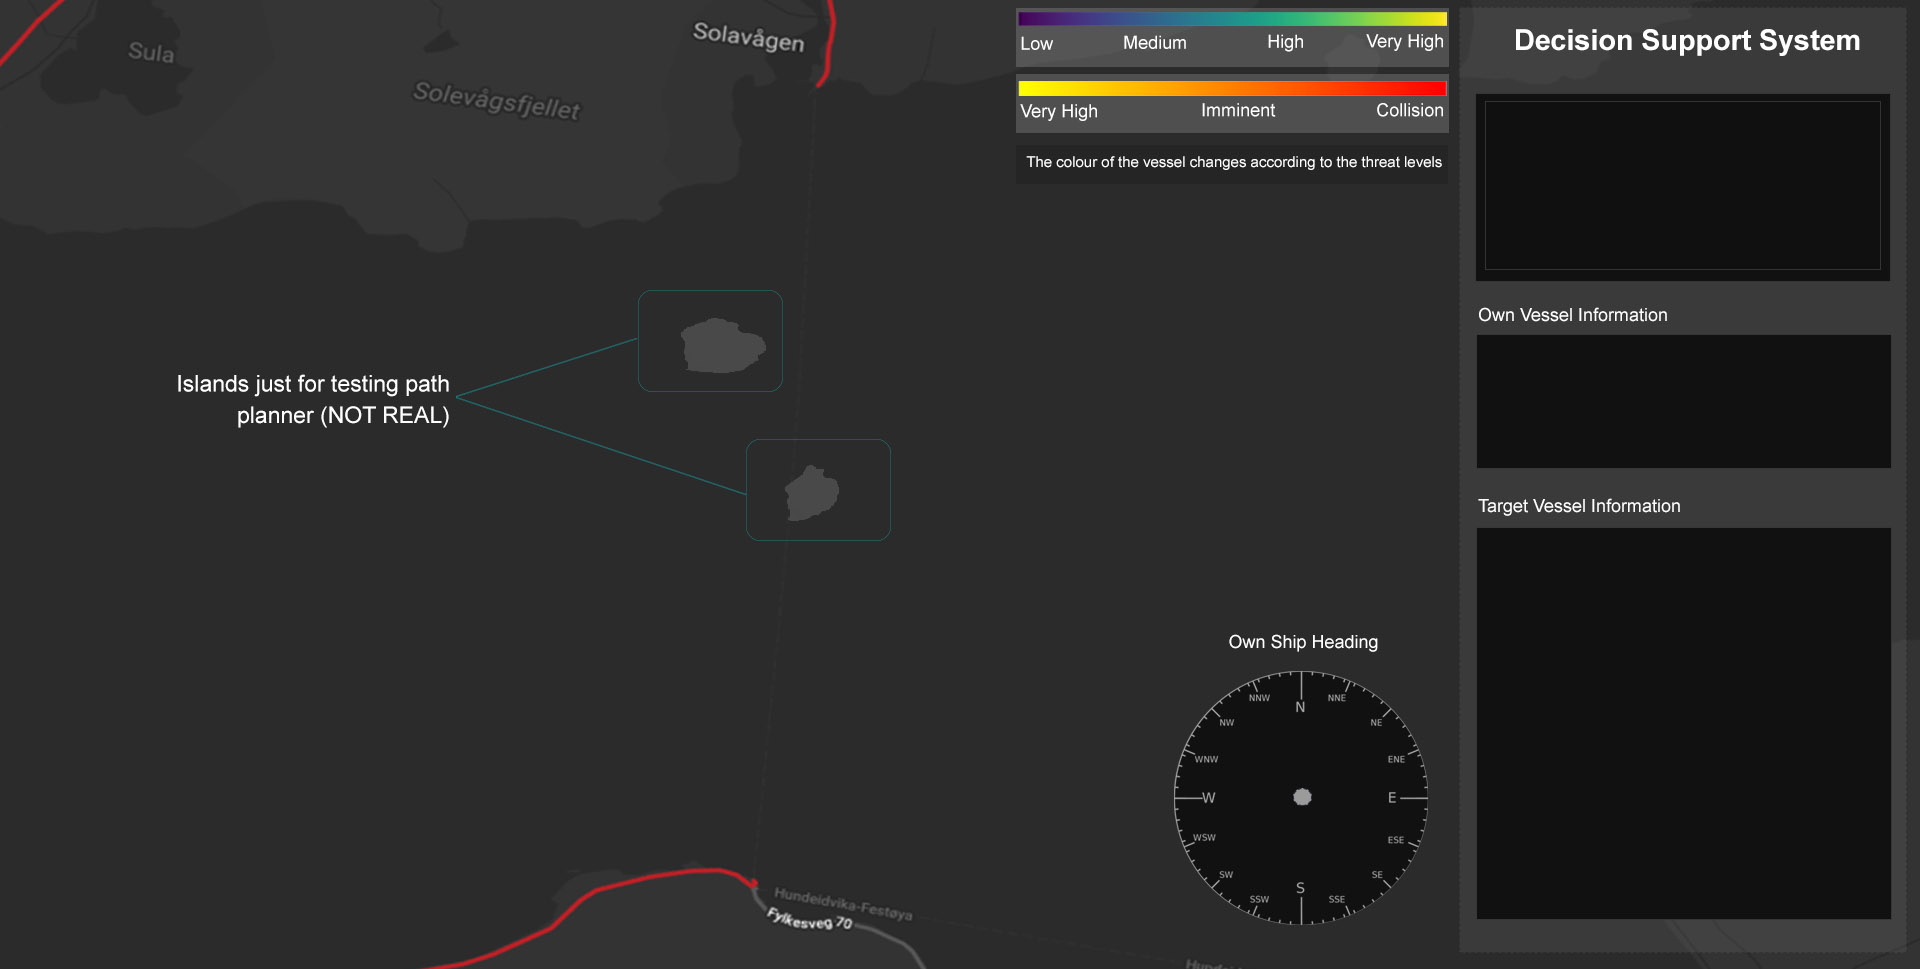 Sula
Solavågen
Solevågsfjellet
Low
Medium
High
Very High
Very High
Imminent
Collision
The colour of the vessel changes according to the threat levels
Islands just for testing path
planner (NOT REAL)
Own Ship Heading
N
NNE
NE
ENE
E
ESE
SE
SSE
S
SSW
SW
WSW
W
WNW
NW
NNW
Hundeidvika-Festøya
Fylkesveg 70
Decision Support System
Own Vessel Information
Target Vessel Information